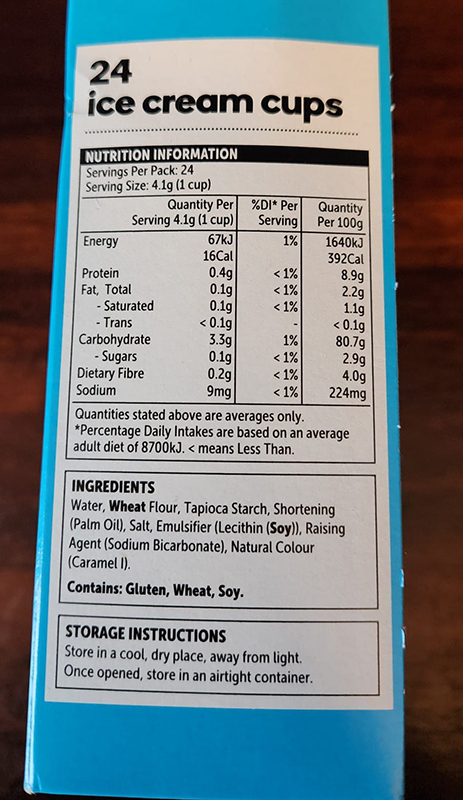 24
ice cream cups
NUTRITION INFORMATION
Servings Per Pack: 24
Serving Size: 4.1g (1 cup)
Quantity Per %DI* Per Quantity
Serving 4.1g (1 cup) Serving Per 100g
Energy 67kJ 1% 1640kJ
16Cal 392Cal
Protein 0.4g < 1% 8.9g
Fat, Total 0.1g < 1% 2.2g
- Saturated 0.1g < 1% 1.1g
- Trans < 0.1g - < 0.1g
Carbohydrate 3.3g 1% 80.7g
- Sugars 0.1g < 1% 2.9g
Dietary Fibre 0.2g < 1% 4.0g
Sodium 9mg < 1% 224mg
Quantities stated above are averages only.
*Percentage Daily Intakes are based on an average
adult diet of 8700kJ. < means Less Than.
INGREDIENTS
Water, Wheat Flour, Tapioca Starch, Shortening
(Palm Oil), Salt, Emulsifier (Lecithin (Soy)), Raising
Agent (Sodium Bicarbonate), Natural Colour
(Caramel I).
Contains: Gluten, Wheat, Soy.
STORAGE INSTRUCTIONS
Store in a cool, dry place, away from light.
Once opened, store in an airtight container.